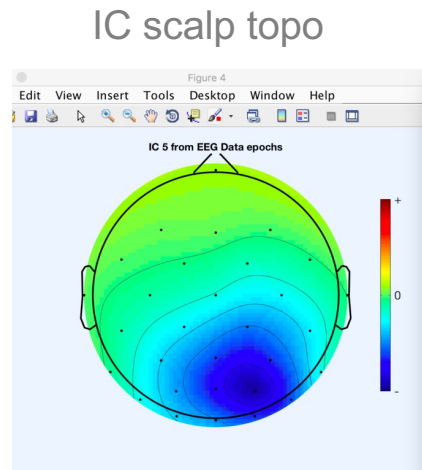 IC scalp topo
Figure 4
Edit View Insert Tools Desktop Window Help
IC 5 from EEG Data epochs
+
0
-